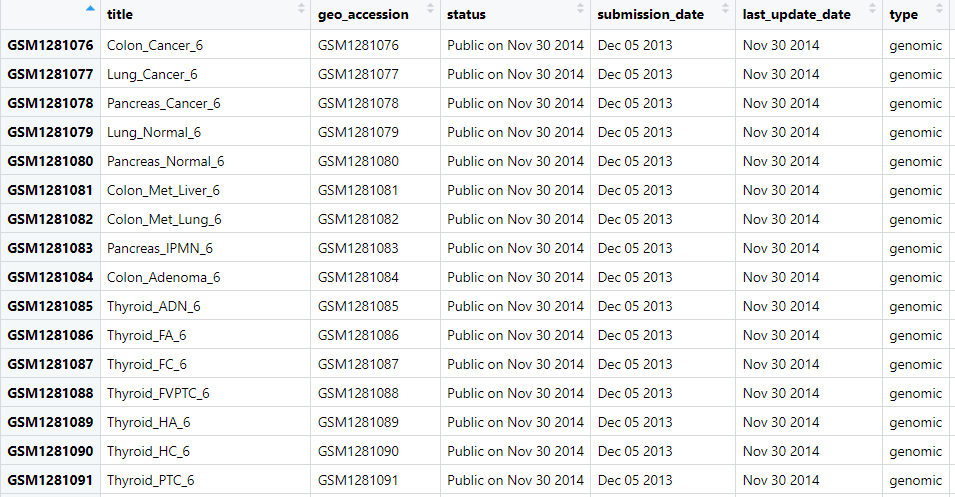 title geo_accession status submission_date last_update_date type
GSM1281076 Colon_Cancer_6 GSM1281076 Public on Nov 30 2014 Dec 05 2013 Nov 30 2014 genomic
GSM1281077 Lung_Cancer_6 GSM1281077 Public on Nov 30 2014 Dec 05 2013 Nov 30 2014 genomic
GSM1281078 Pancreas_Cancer_6 GSM1281078 Public on Nov 30 2014 Dec 05 2013 Nov 30 2014 genomic
GSM1281079 Lung_Normal_6 GSM1281079 Public on Nov 30 2014 Dec 05 2013 Nov 30 2014 genomic
GSM1281080 Pancreas_Normal_6 GSM1281080 Public on Nov 30 2014 Dec 05 2013 Nov 30 2014 genomic
GSM1281081 Colon_Met_Liver_6 GSM1281081 Public on Nov 30 2014 Dec 05 2013 Nov 30 2014 genomic
GSM1281082 Colon_Met_Lung_6 GSM1281082 Public on Nov 30 2014 Dec 05 2013 Nov 30 2014 genomic
GSM1281083 Pancreas_IPMN_6 GSM1281083 Public on Nov 30 2014 Dec 05 2013 Nov 30 2014 genomic
GSM1281084 Colon_Adenoma_6 GSM1281084 Public on Nov 30 2014 Dec 05 2013 Nov 30 2014 genomic
GSM1281085 Thyroid_ADN_6 GSM1281085 Public on Nov 30 2014 Dec 05 2013 Nov 30 2014 genomic
GSM1281086 Thyroid_FA_6 GSM1281086 Public on Nov 30 2014 Dec 05 2013 Nov 30 2014 genomic
GSM1281087 Thyroid_FC_6 GSM1281087 Public on Nov 30 2014 Dec 05 2013 Nov 30 2014 genomic
GSM1281088 Thyroid_FVPTC_6 GSM1281088 Public on Nov 30 2014 Dec 05 2013 Nov 30 2014 genomic
GSM1281089 Thyroid_HA_6 GSM1281089 Public on Nov 30 2014 Dec 05 2013 Nov 30 2014 genomic
GSM1281090 Thyroid_HC_6 GSM1281090 Public on Nov 30 2014 Dec 05 2013 Nov 30 2014 genomic
GSM1281091 Thyroid_PTC_6 GSM1281091 Public on Nov 30 2014 Dec 05 2013 Nov 30 2014 genomic